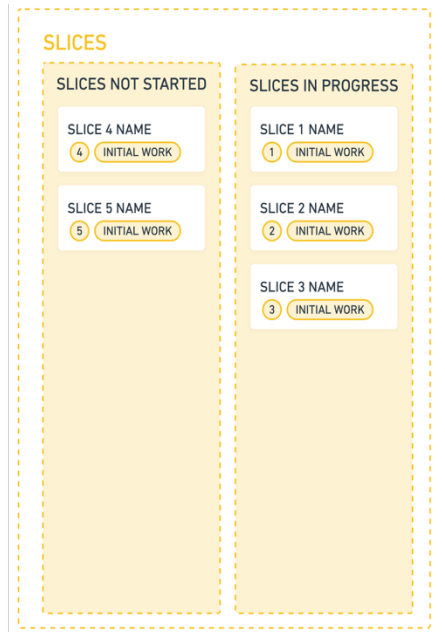 SLICES
SLICES NOT STARTED
SLICE 4 NAME
4 INITIAL WORK
SLICE 5 NAME
5 INITIAL WORK
SLICES IN PROGRESS
SLICE 1 NAME
1 INITIAL WORK
SLICE 2 NAME
2 INITIAL WORK
SLICE 3 NAME
3 INITIAL WORK